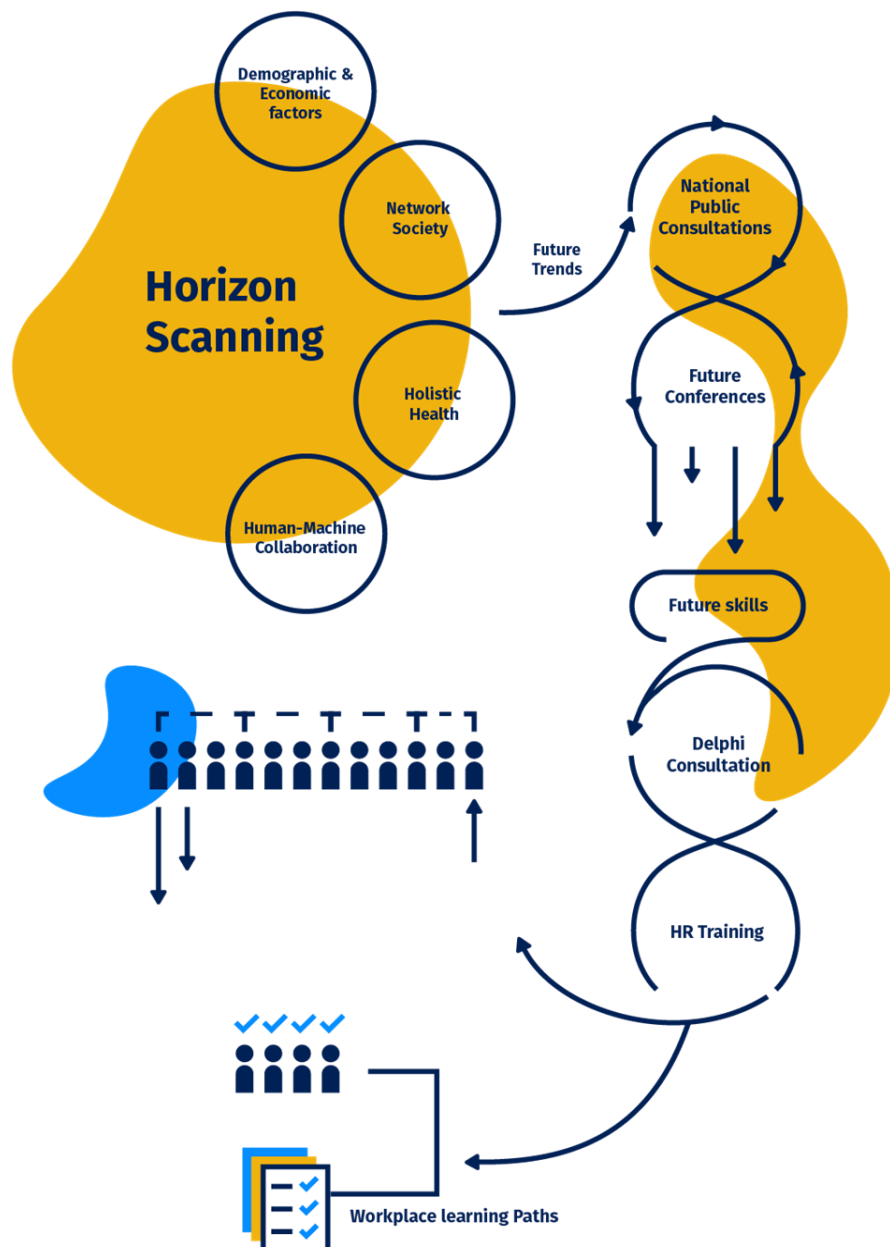 Demographic &
Economic
factors
Network
Society
Horizon
Scanning
Holistic
Health
Human-Machine
Collaboration
Future
Trends
National
Public
Consultations
Future
Conferences
Future skills
Delphi
Consultation
HR Training
Workplace learning Paths